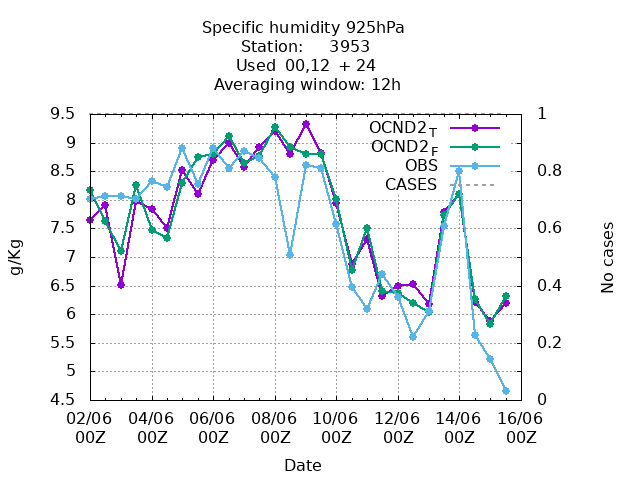 Specific humidity 925hPa
Station: 3953
Used 00,12 + 24
Averaging window: 12h
OCND2T
OCND2F
OBS
CASES
9.5
9
8.5
8
7.5
7
6.5
6
5.5
5
4.5
1
0.8
0.6
0.4
0.2
0
g/Kg
No cases
02/06 04/06 06/06 08/06 10/06 12/06 14/06 16/06
00Z 00Z 00Z 00Z 00Z 00Z 00Z 00Z
Date